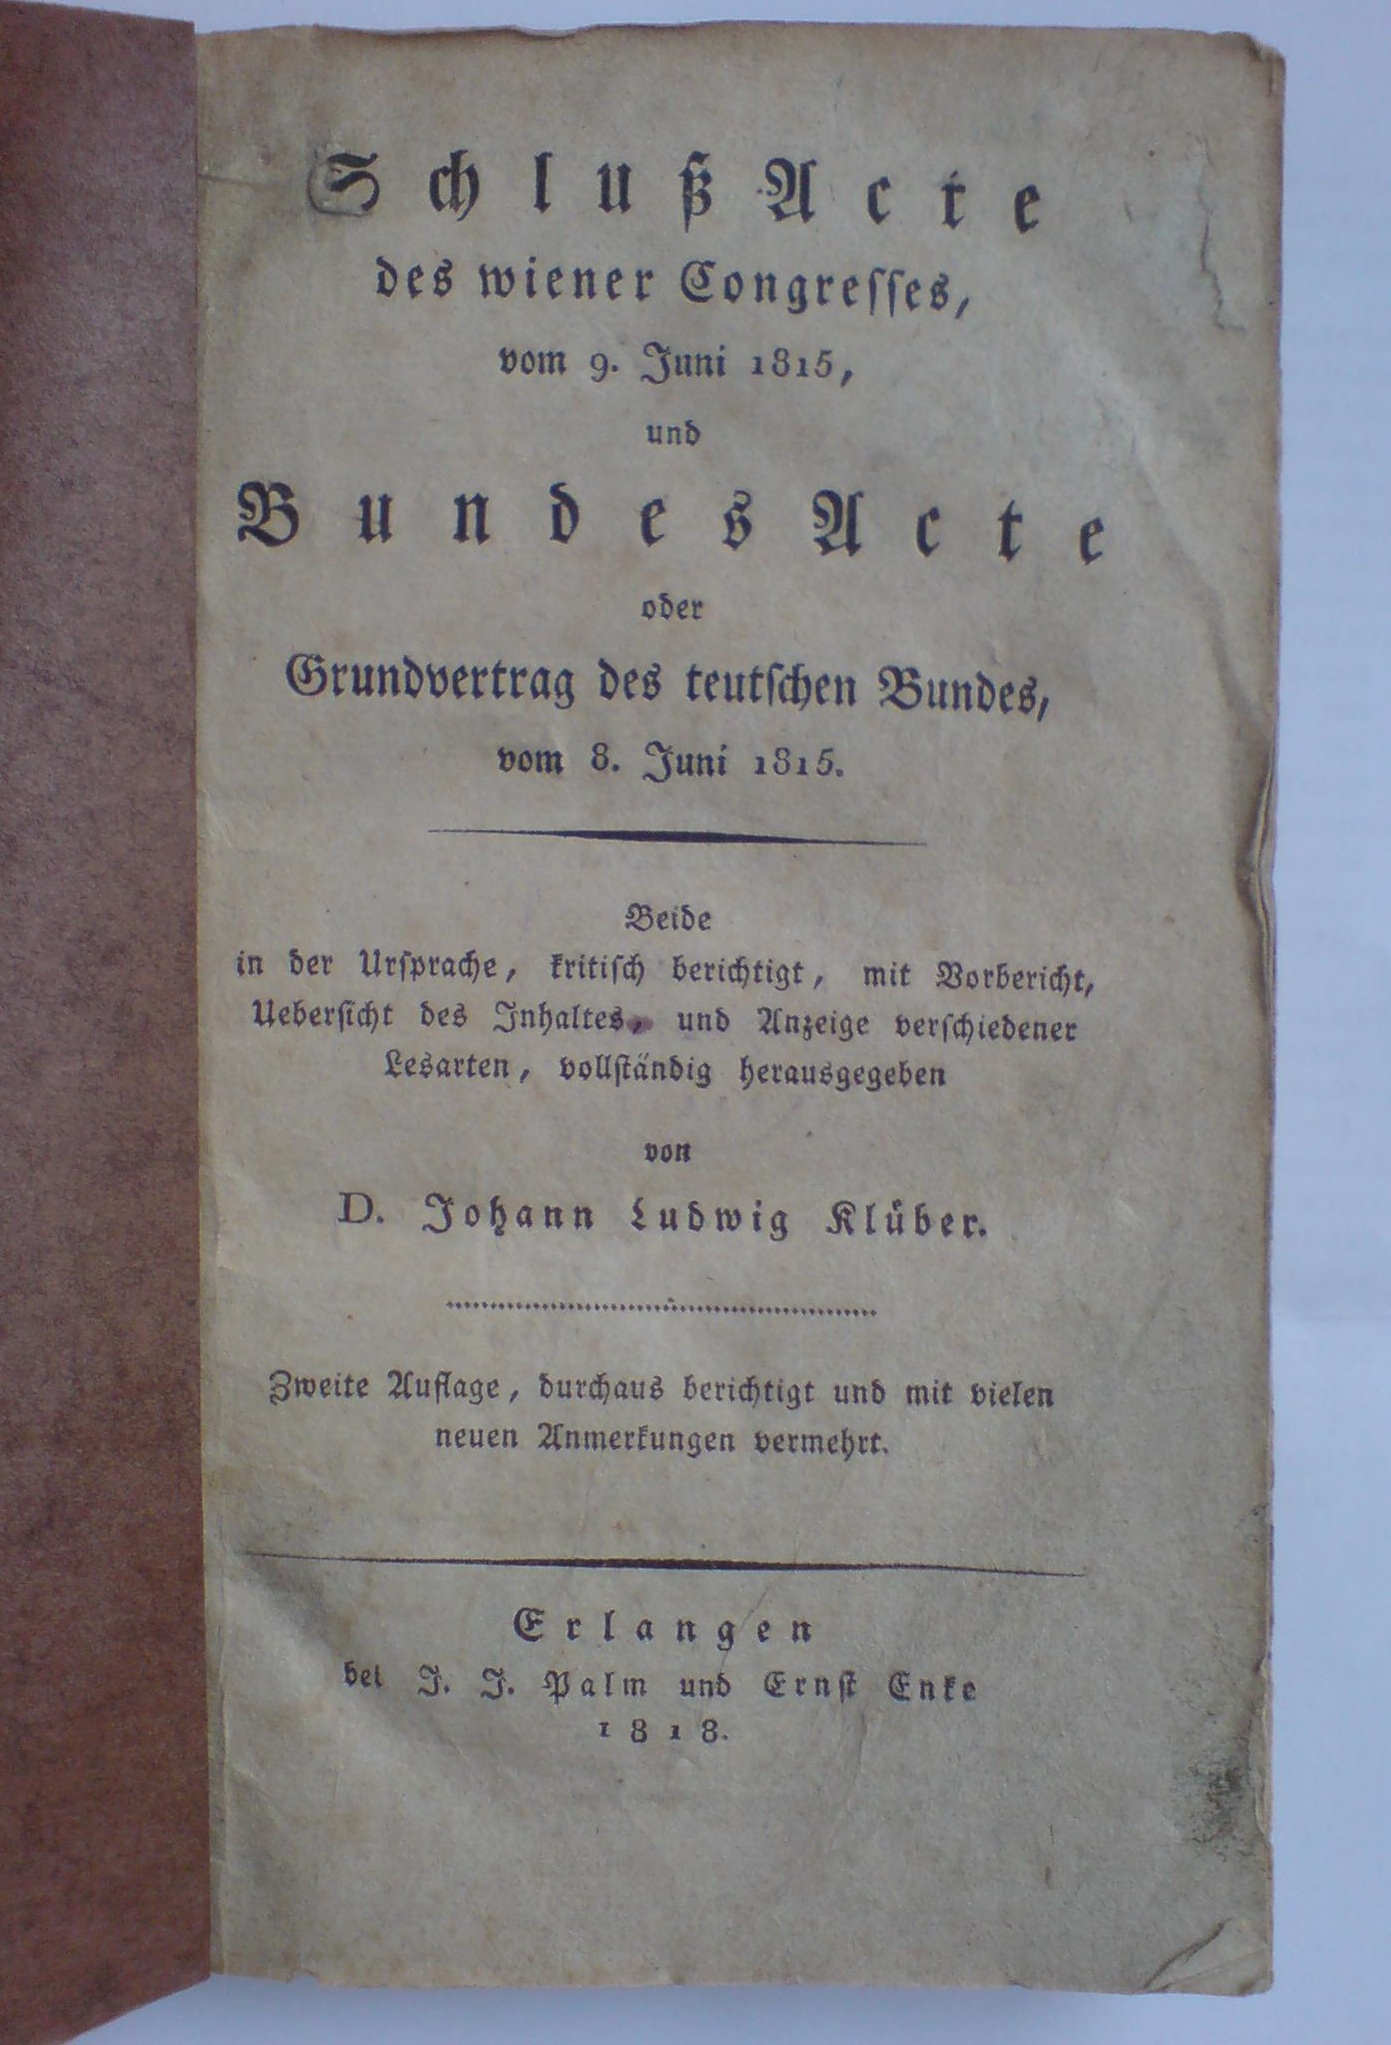 SchlußActe
des wiener Congresses,
vom 9. Juni 1815,
und
BundesActe
oder
Grundvertrag des teutschen Bundes,
vom 8. Juni 1815.
Beide
in der Ursprache, kritisch berichtigt, mit Vorbericht,
Uebersicht des Inhaltes, und Anzeige verschiedener
Lesarten, vollständig herausgegeben
von
D. Johann Ludwig Klüber.
Zweite Auflage, durchaus berichtigt und mit vielen
neuen Anmerkungen vermehrt.
Erlangen
bei J. J. Palm und Ernst Enke
1818.